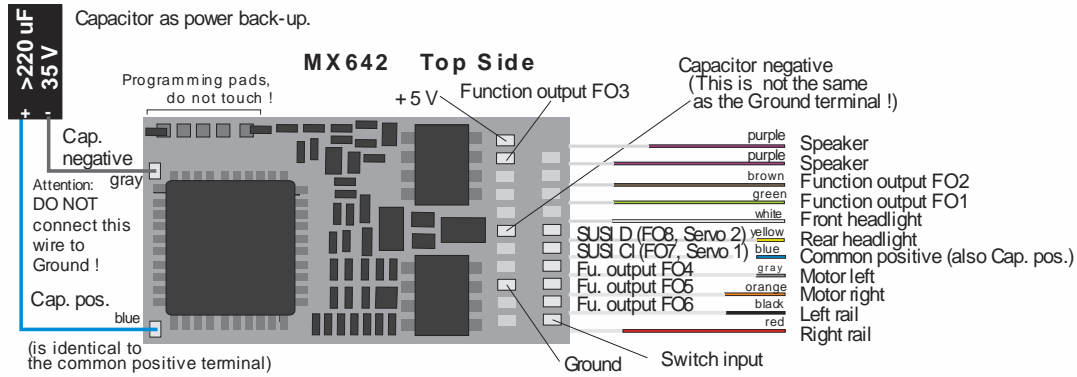 Capacitor as power back-up.
>220 uF
35 V
+ -
MX642 Top Side
Programming pads,
do not touch !
+5 V
Function output FO3
Capacitor negative
(This is not the same
as the Ground terminal !)
Cap.
negative
gray
Attention:
DO NOT
connect this
wire to
Ground !
Cap. pos.
blue
(is identical to
the common positive terminal)
purple Speaker
purple Speaker
brown Function output FO2
green Function output FO1
white Front headlight
SUSI D (FO8, Servo 2) yellow Rear headlight
SUSI Cl (FO7, Servo 1) blue Common positive (also Cap. pos.)
Fu. output FO4 gray Motor left
Fu. output FO5 orange Motor right
Fu. output FO6 black Left rail
red Right rail
Ground
Switch input